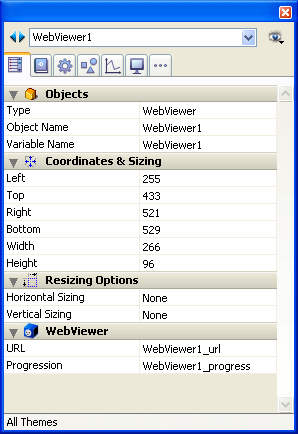 WebViewer1
Objects
Type WebViewer
Object Name WebViewer1
Variable Name WebViewer1
Coordinates & Sizing
Left 255
Top 433
Right 521
Bottom 529
Width 266
Height 96
Resizing Options
Horizontal Sizing None
Vertical Sizing None
WebViewer
URL WebViewer1_url
Progression WebViewer1_progress
All Themes